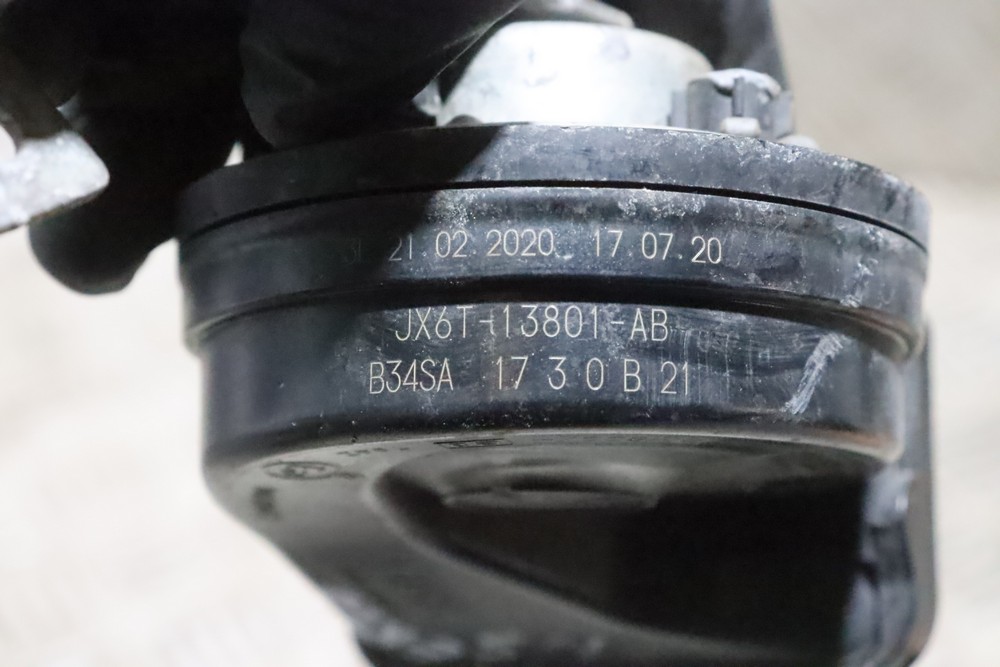 21 02 2020 17.07.20
JX6T-13801-AB
B34SA 17 3 0 B 21